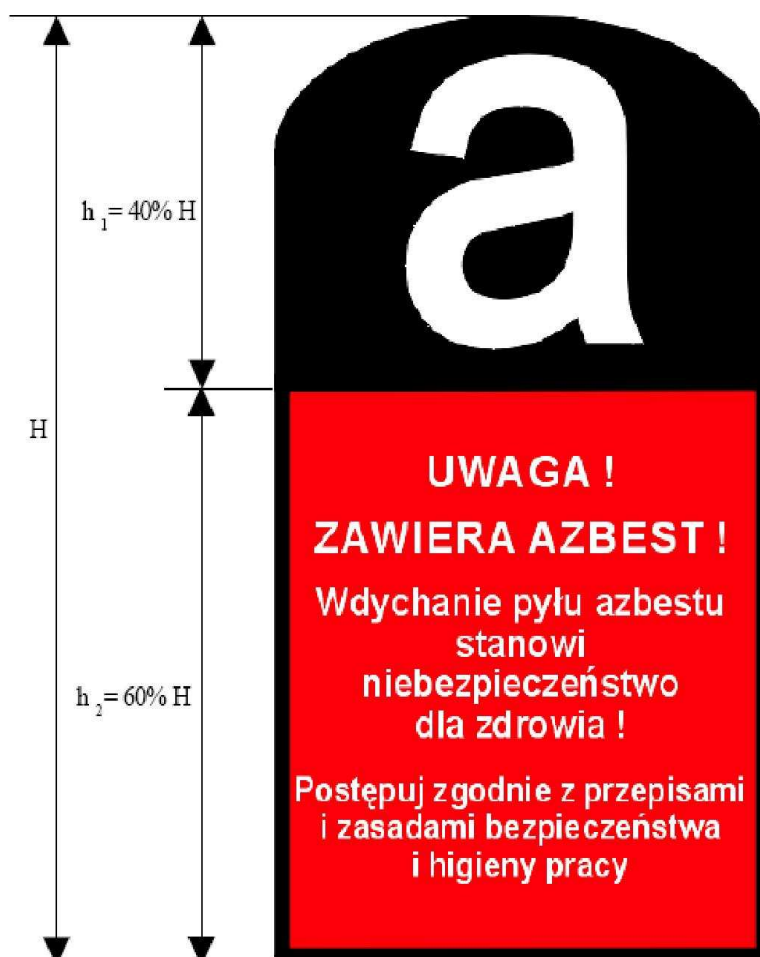 a
h₁= 40% H
H
UWAGA !
ZAWIERA AZBEST !
Wdychanie pyłu azbestu
stanowi
niebezpieczeństwo
dla zdrowia !
h₂= 60% H
Postępuj zgodnie z przepisami
i zasadami bezpieczeństwa
i higieny pracy